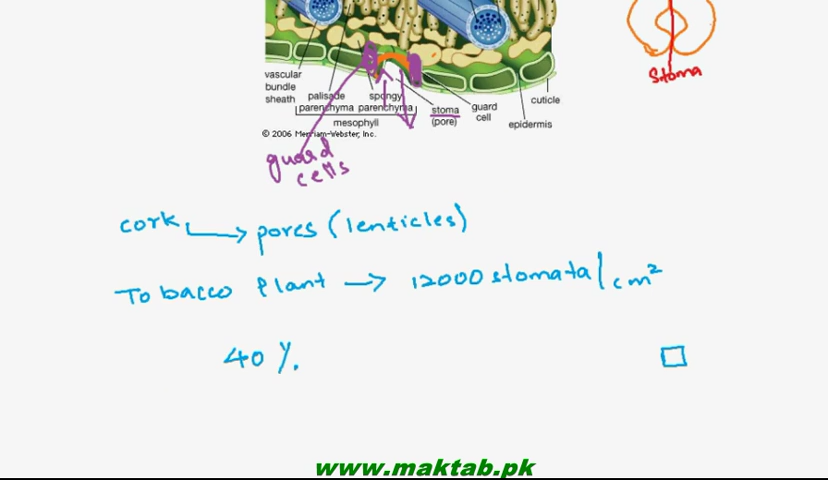 Stoma
vascular
bundle
sheath
palisade
parenchyma
spongy
parenchyma
mesophyll
stoma
(pore)
guard
cell
cuticle
epidermis
© 2006 Merriam-Webster, Inc.
guard
cells
cork → pores (lenticles)
Tobacco Plant → 12000 stomata/cm²
40%.
www.maktab.pk